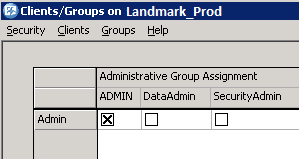 Clients/Groups on Landmark_Prod
Security Clients Groups Help
Administrative Group Assignment
ADMIN DataAdmin SecurityAdmin
Admin